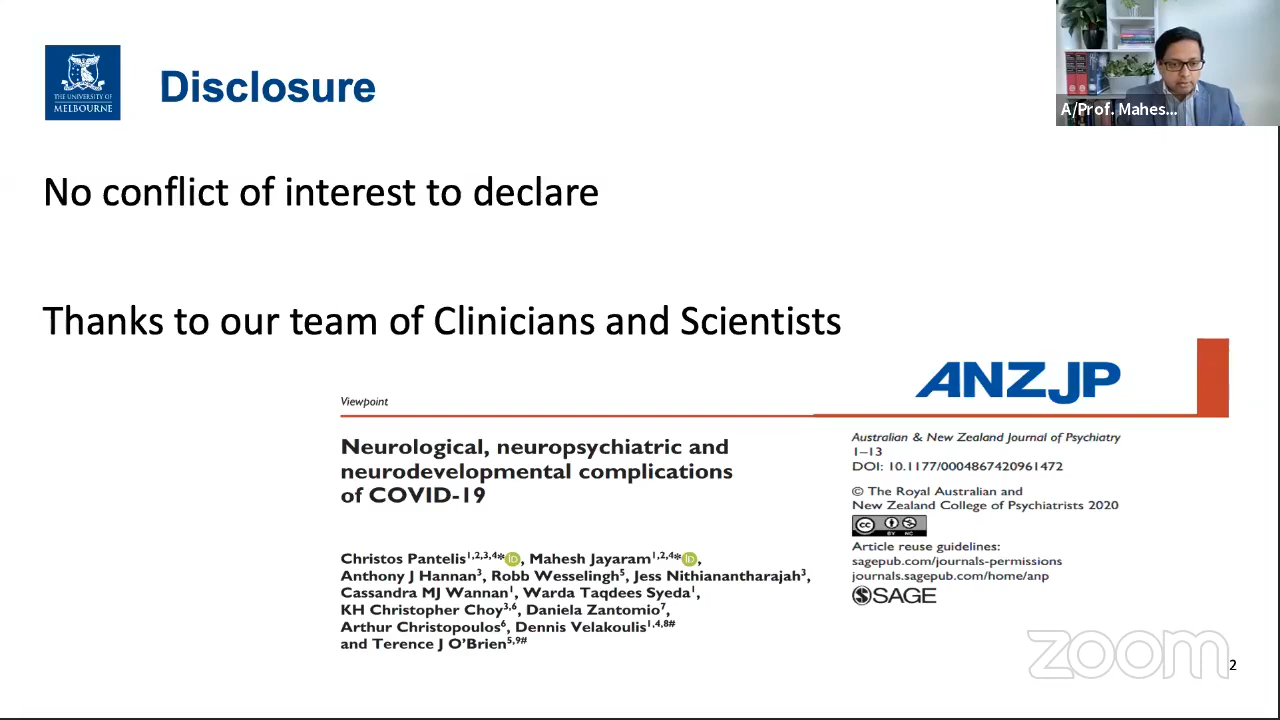 THE UNIVERSITY OF
MELBOURNE
Disclosure
A/Prof. Mahes...
No conflict of interest to declare
Thanks to our team of Clinicians and Scientists
ANZJP
Viewpoint
Neurological, neuropsychiatric and
neurodevelopmental complications
of COVID-19
Australian & New Zealand Journal of Psychiatry
1–13
DOI: 10.1177/0004867420961472
© The Royal Australian and
New Zealand College of Psychiatrists 2020
CC BY NC
Article reuse guidelines:
sagepub.com/journals-permissions
journals.sagepub.com/home/anp
SAGE
Christos Pantelis1,2,3,4* iD, Mahesh Jayaram1,2,4* iD,
Anthony J Hannan3, Robb Wesselingh5, Jess Nithianantharajah3,
Cassandra MJ Wannan1, Warda Taqdees Syeda1,
KH Christopher Choy3,6, Daniela Zantomio7,
Arthur Christopoulos6, Dennis Velakoulis1,4,8#
and Terence J O'Brien5,9#
zoom
2